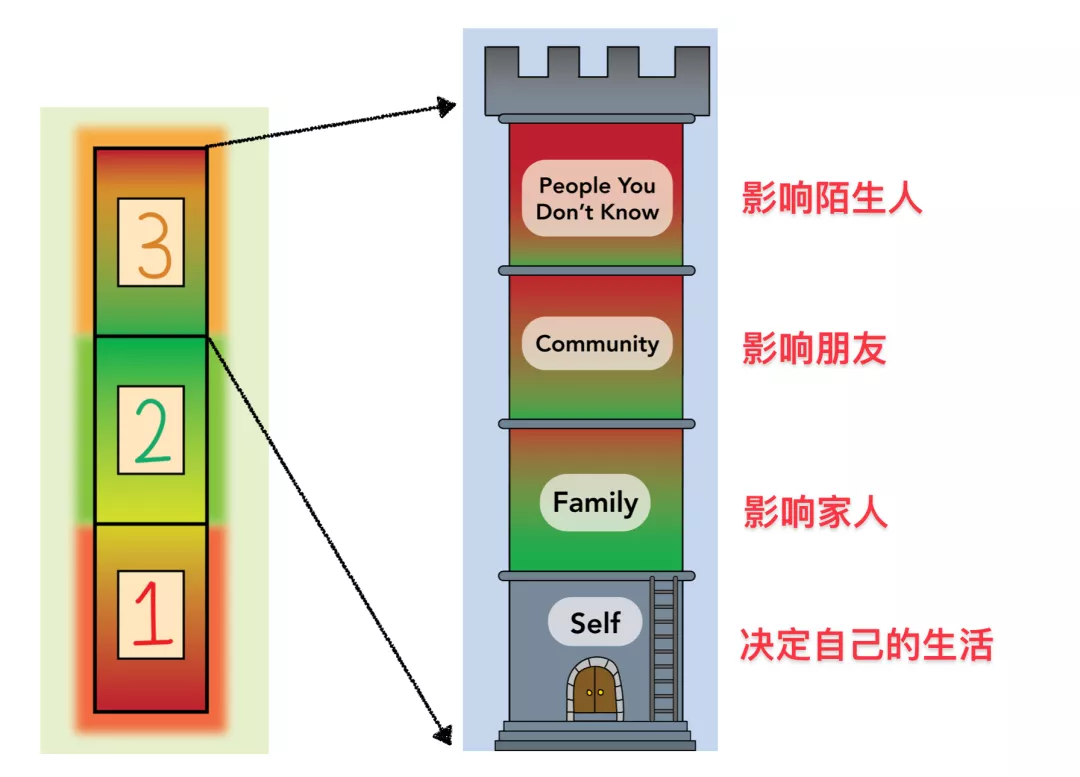 3
2
1
People You
Don't Know
Community
Family
Self
影响陌生人
影响朋友
影响家人
决定自己的生活